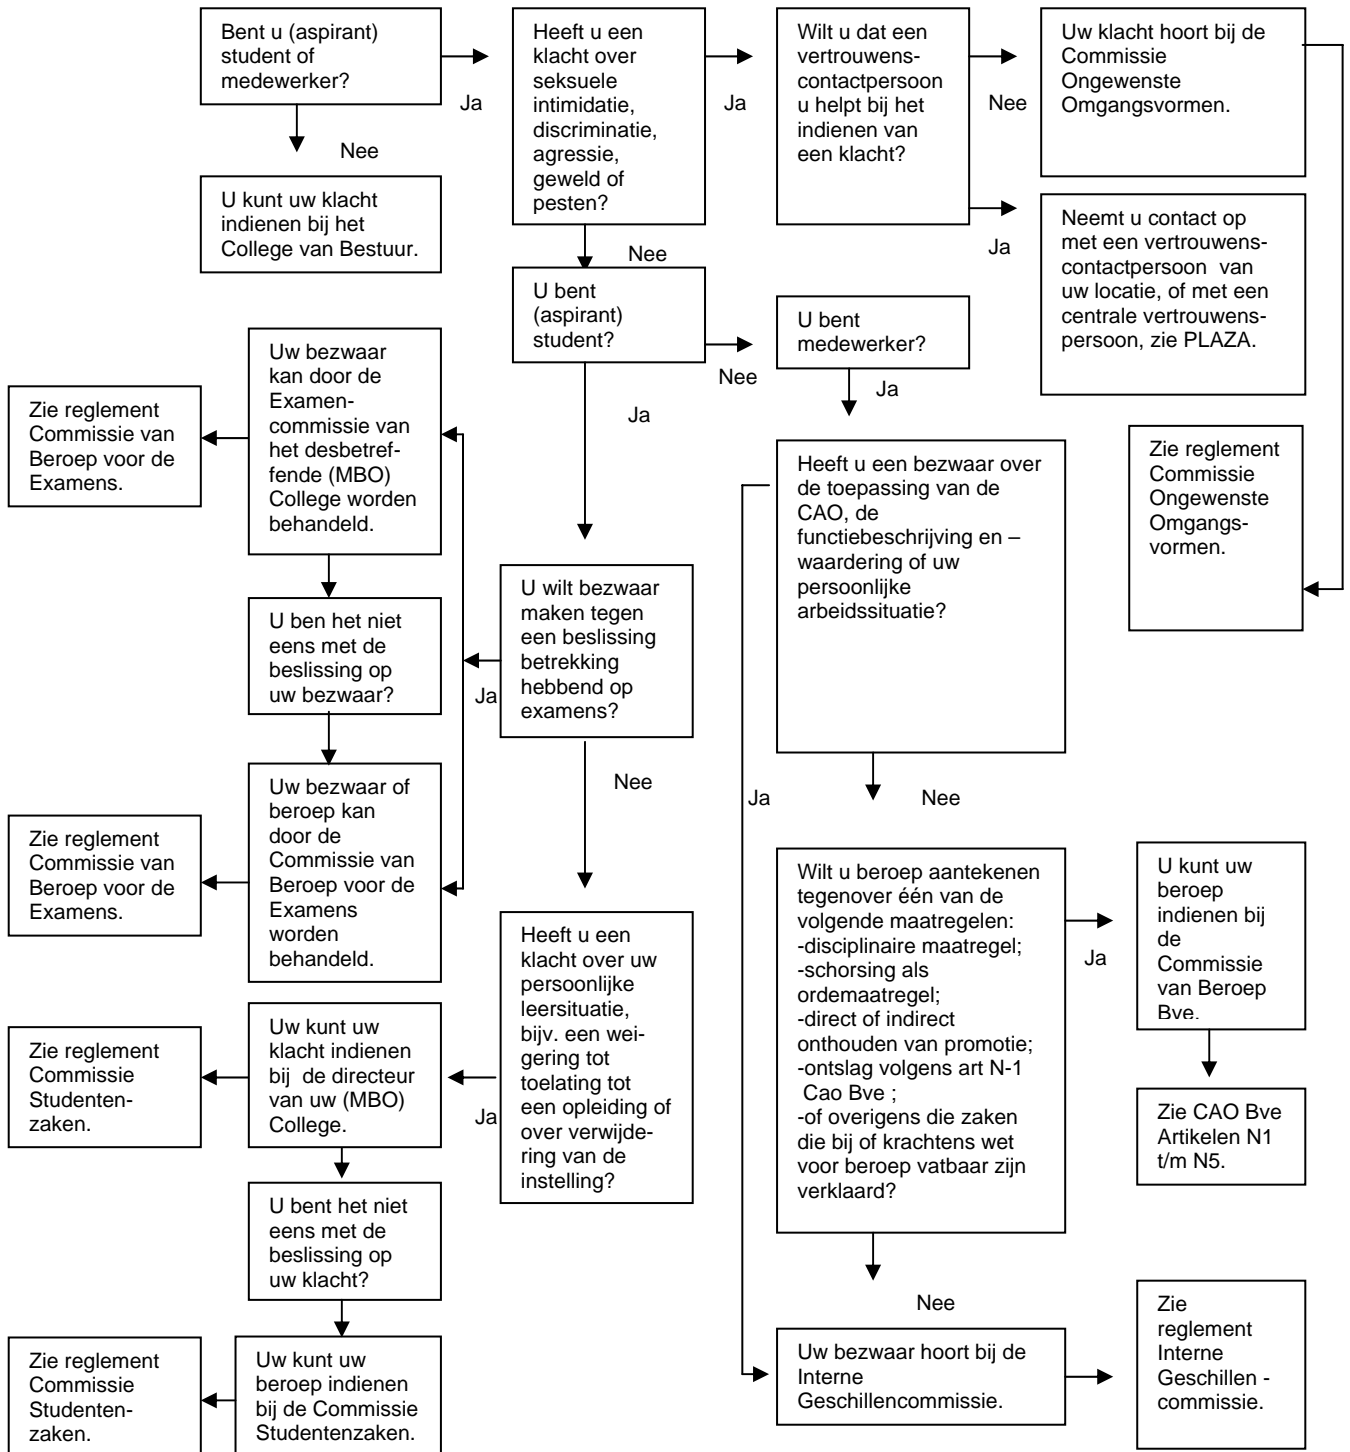 Bent u (aspirant)
student of
medewerker?
Ja
Nee
U kunt uw klacht
indienen bij het
College van Bestuur.
Heeft u een
klacht over
seksuele
intimidatie,
discriminatie,
agressie,
geweld of
pesten?
Ja
Nee
Wilt u dat een
vertrouwens-
contactpersoon
u helpt bij het
indienen van
een klacht?
Nee
Ja
Uw klacht hoort bij de
Commissie
Ongewenste
Omgangsvormen.
Neemt u contact op
met een vertrouwens-
contactpersoon van
uw locatie, of met een
centrale vertrouwens-
persoon, zie PLAZA.
Zie reglement
Commissie
Ongewenste
Omgangs-
vormen.
U bent
(aspirant)
student?
Nee
Ja
U bent
medewerker?
Ja
Uw bezwaar
kan door de
Examen-
commissie van
het desbetref-
fende (MBO)
College worden
behandeld.
Zie reglement
Commissie van
Beroep voor de
Examens.
U ben het niet
eens met de
beslissing op
uw bezwaar?
U wilt bezwaar
maken tegen
een beslissing
betrekking
hebbend op
examens?
Ja
Nee
Uw bezwaar of
beroep kan
door de
Commissie van
Beroep voor de
Examens
worden
behandeld.
Zie reglement
Commissie van
Beroep voor de
Examens.
Heeft u een bezwaar over
de toepassing van de
CAO, de
functiebeschrijving en –
waardering of uw
persoonlijke
arbeidssituatie?
Ja
Nee
Wilt u beroep aantekenen
tegenover één van de
volgende maatregelen:
-disciplinaire maatregel;
-schorsing als
ordemaatregel;
-direct of indirect
onthouden van promotie;
-ontslag volgens art N-1
Cao Bve ;
-of overigens die zaken
die bij of krachtens wet
voor beroep vatbaar zijn
verklaard?
Ja
Nee
U kunt uw
beroep
indienen bij
de
Commissie
van Beroep
Bve.
Zie CAO Bve
Artikelen N1
t/m N5.
Heeft u een
klacht over uw
persoonlijke
leersituatie,
bijv. een wei-
gering tot
toelating tot
een opleiding of
over verwijde-
ring van de
instelling?
Ja
Uw kunt uw
klacht indienen
bij de directeur
van uw (MBO)
College.
Zie reglement
Commissie
Studenten-
zaken.
U bent het niet
eens met de
beslissing op
uw klacht?
Uw kunt uw
beroep indienen
bij de Commissie
Studentenzaken.
Zie reglement
Commissie
Studenten-
zaken.
Uw bezwaar hoort bij de
Interne
Geschillencommissie.
Zie
reglement
Interne
Geschillen -
commissie.